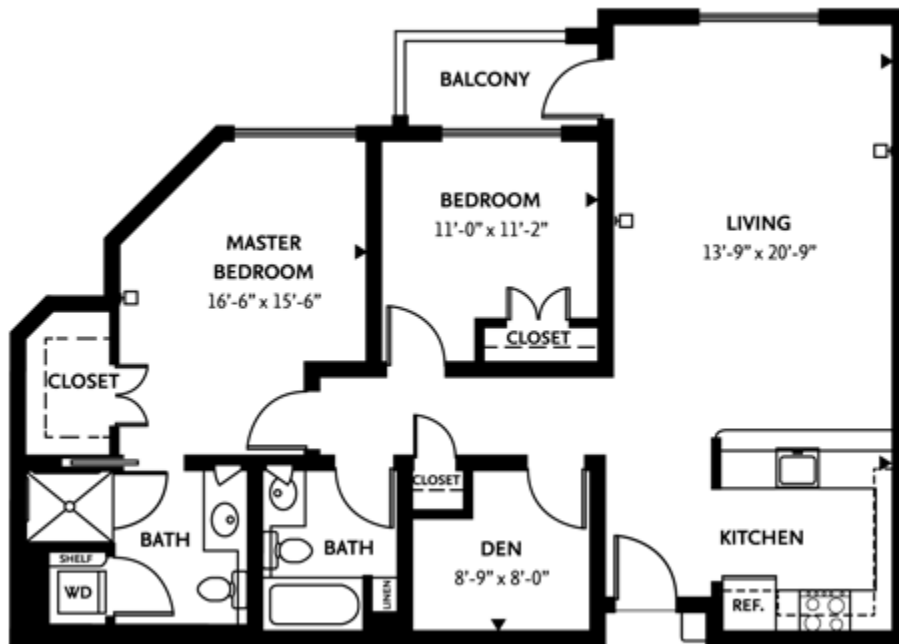 BALCONY
BEDROOM
11'-0" x 11'-2"
LIVING
13'-9" x 20'-9"
MASTER
BEDROOM
16'-6" x 15'-6"
CLOSET
CLOSET
CLOSET
BATH
SHELF
WD
BATH
LINEN
DEN
8'-9" x 8'-0"
KITCHEN
REF.